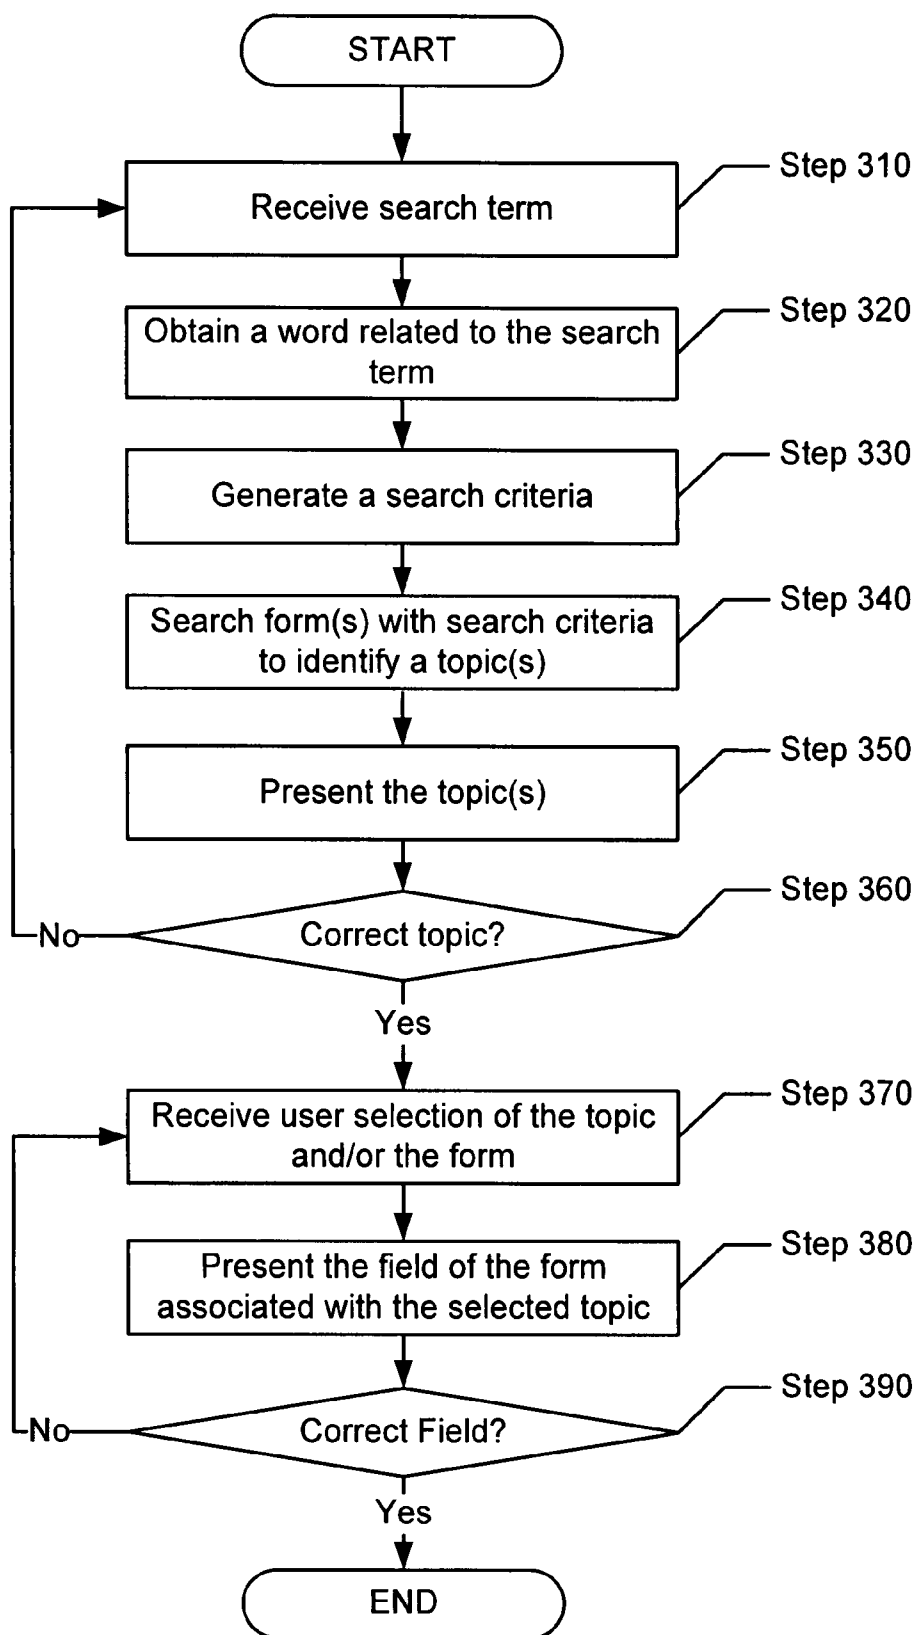 START
Step 310
Receive search term
Step 320
Obtain a word related to the search
term
Step 330
Generate a search criteria
Step 340
Search form(s) with search criteria
to identify a topic(s)
Step 350
Present the topic(s)
Step 360
Correct topic?
No
Yes
Step 370
Receive user selection of the topic
and/or the form
Step 380
Present the field of the form
associated with the selected topic
Step 390
Correct Field?
No
Yes
END